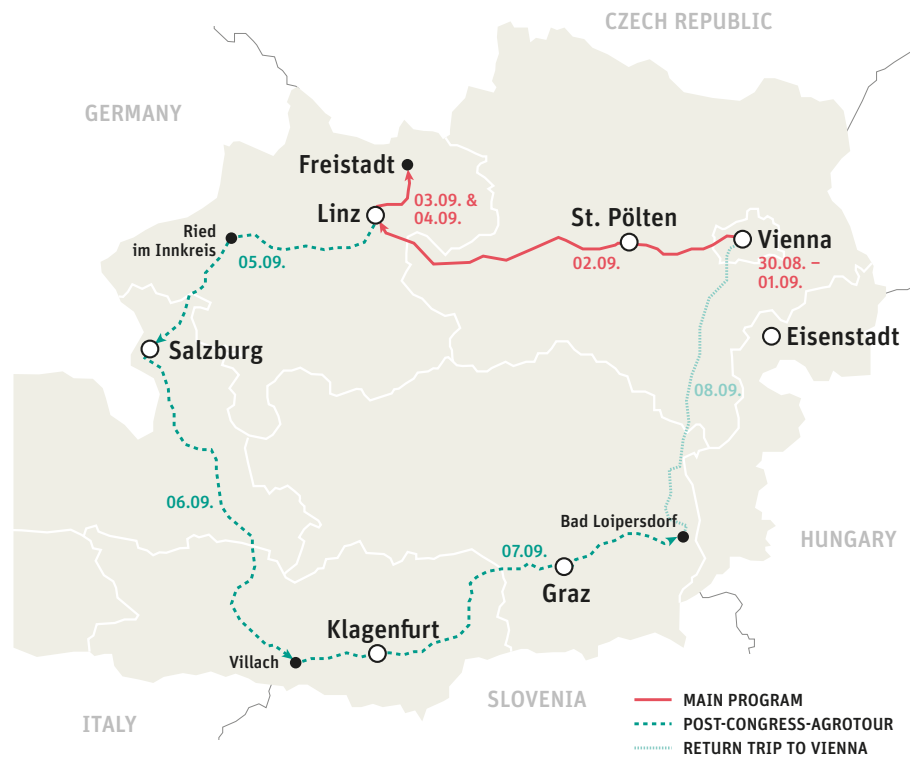 CZECH REPUBLIC
GERMANY
Freistadt
03.09. &
04.09.
Linz
St. Pölten
02.09.
Vienna
30.08. –
01.09.
Ried
im Innkreis
05.09.
Eisenstadt
Salzburg
08.09.
06.09.
Bad Loipersdorf
HUNGARY
07.09.
Graz
Klagenfurt
Villach
SLOVENIA
ITALY
MAIN PROGRAM
POST-CONGRESS-AGROTOUR
RETURN TRIP TO VIENNA